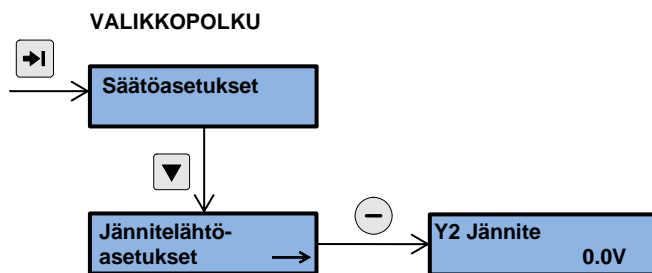 VALIKKOPOLKU
Säätöasetukset
Jännitelähtö-
asetukset
Y2 Jännite
0.0V